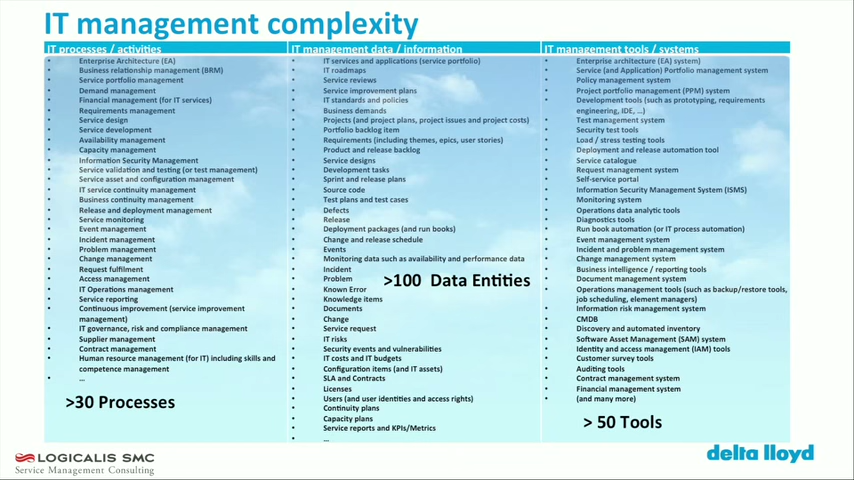 IT management complexity
IT processes / activities
• Enterprise Architecture (EA)
• Business relationship management (BRM)
• Service portfolio management
• Demand management
• Financial management (for IT services)
• Requirements management
• Service design
• Service development
• Availability management
• Capacity management
• Information Security Management
• Service validation and testing (or test management)
• Service asset and configuration management
• IT service continuity management
• Business continuity management
• Release and deployment management
• Service monitoring
• Event management
• Incident management
• Problem management
• Change management
• Request fulfilment
• Access management
• IT Operations management
• Service reporting
• Continuous improvement (service improvement
management)
• IT governance, risk and compliance management
• Supplier management
• Contract management
• Human resource management (for IT) including skills and
competence management
• ...
>30 Processes
IT management data / information
• IT services and applications (service portfolio)
• IT roadmaps
• Service reviews
• Service improvement plans
• IT standards and policies
• Business demands
• Projects (and project plans, project issues and project costs)
• Portfolio backlog item
• Requirements (including themes, epics, user stories)
• Product and release backlog
• Service designs
• Development tasks
• Sprint and release plans
• Source code
• Test plans and test cases
• Defects
• Release
• Deployment packages (and run books)
• Change and release schedule
• Events
• Monitoring data such as availability and performance data
• Incident
• Problem
• Known Error
• Knowledge items
• Documents
• Change
• Service request
• IT risks
• Security events and vulnerabilities
• IT costs and IT budgets
• Configuration items (and IT assets)
• SLA and Contracts
• Licenses
• Users (and user identities and access rights)
• Continuity plans
• Capacity plans
• Service reports and KPIs/Metrics
• ...
>100 Data Entities
IT management tools / systems
• Enterprise architecture (EA) system)
• Service (and Application) Portfolio management system
• Policy management system
• Project portfolio management (PPM) system
• Development tools (such as prototyping, requirements
engineering, IDE, ...)
• Test management system
• Security test tools
• Load / stress testing tools
• Deployment and release automation tool
• Service catalogue
• Request management system
• Self-service portal
• Information Security Management System (ISMS)
• Monitoring system
• Operations data analytic tools
• Diagnostics tools
• Run book automation (or IT process automation)
• Event management system
• Incident and problem management system
• Change management system
• Business intelligence / reporting tools
• Document management system
• Operations management tools (such as backup/restore tools,
job scheduling, element managers)
• Information risk management system
• CMDB
• Discovery and automated inventory
• Software Asset Management (SAM) system
• Identity and access management (IAM) tools
• Customer survey tools
• Auditing tools
• Contract management system
• Financial management system
• (and many more)
> 50 Tools
LOGICALIS SMC
Service Management Consulting
delta lloyd